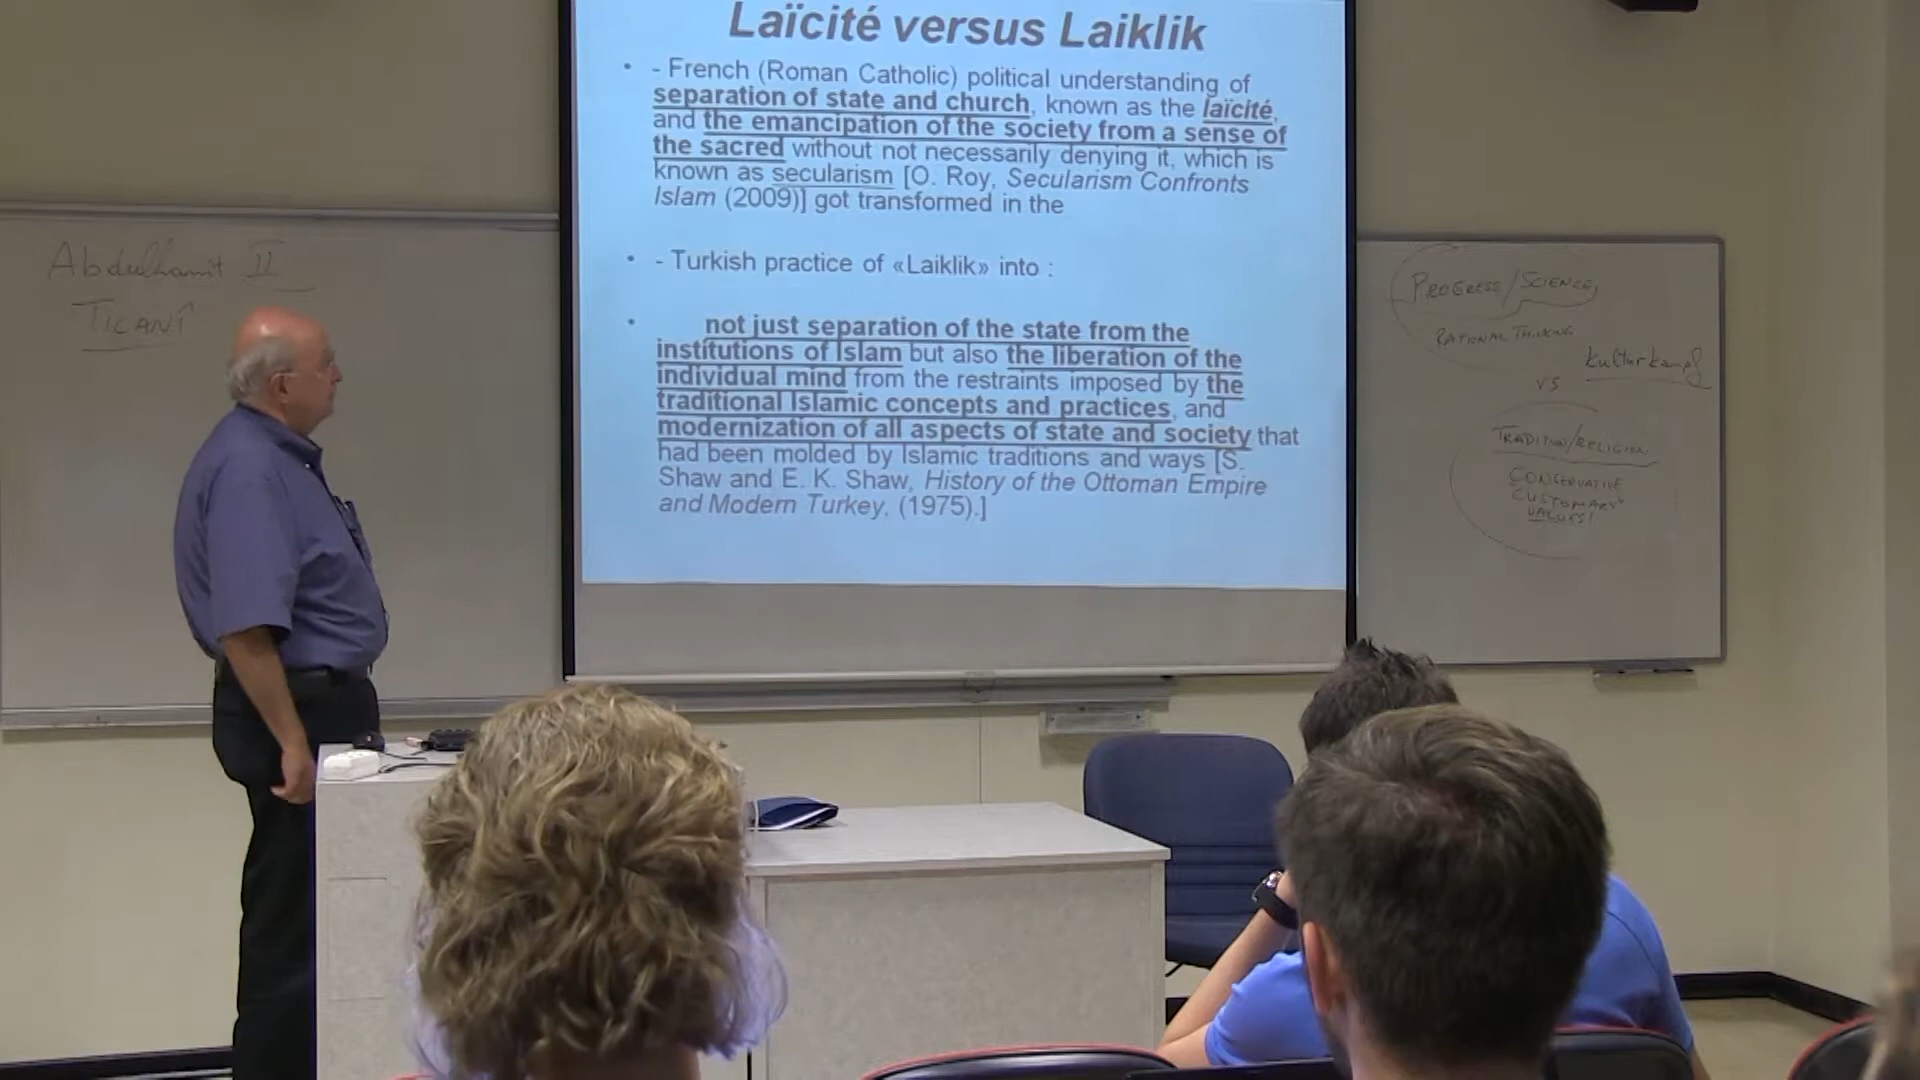 Laïcité versus Laiklik
• - French (Roman Catholic) political understanding of
separation of state and church, known as the laïcité,
and the emancipation of the society from a sense of
the sacred without not necessarily denying it, which is
known as secularism [O. Roy, Secularism Confronts
Islam (2009)] got transformed in the
• - Turkish practice of «Laiklik» into :
• not just separation of the state from the
institutions of Islam but also the liberation of the
individual mind from the restraints imposed by the
traditional Islamic concepts and practices, and
modernization of all aspects of state and society that
had been molded by Islamic traditions and ways [S.
Shaw and E. K. Shaw, History of the Ottoman Empire
and Modern Turkey, (1975).]
Abdulhamit II
TICANÎ
PROGRESS/SCIENCE
RATIONAL THINKING
Kulturkampf
VS
TRADITION/RELIGION
CONSERVATIVE
CUSTOMARY
VALUES!